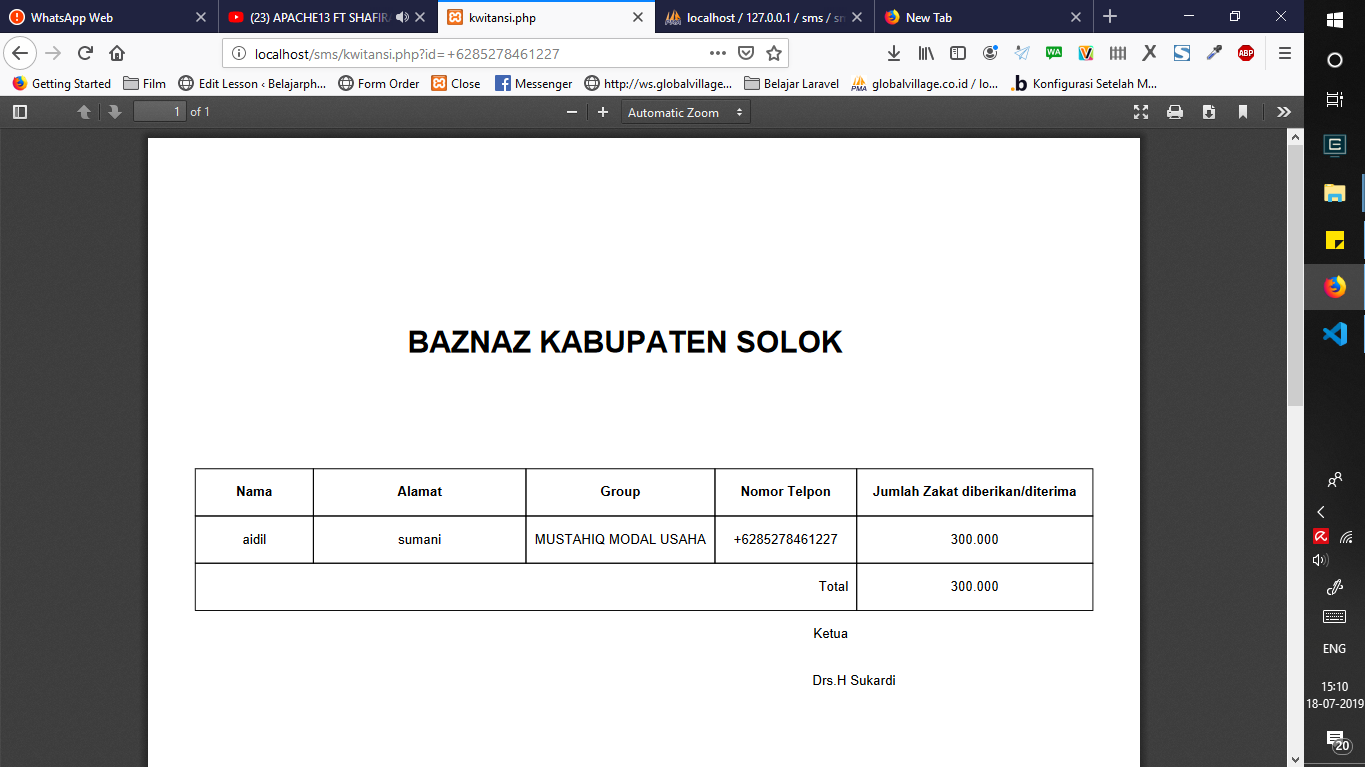 WhatsApp Web
(23) APACHE13 FT SHAFIRA
kwitansi.php
localhost / 127.0.0.1 / sms / sm
New Tab
localhost/sms/kwitansi.php?id=+6285278461227
WA
ABP
Getting Started
Film
Edit Lesson ‹ Belajarph...
Form Order
Close
Messenger
http://ws.globalvillage...
Belajar Laravel
globalvillage.co.id / lo...
Konfigurasi Setelah M...
1 of 1
Automatic Zoom
BAZNAZ KABUPATEN SOLOK
Nama Alamat Group Nomor Telpon Jumlah Zakat diberikan/diterima
aidil sumani MUSTAHIQ MODAL USAHA +6285278461227 300.000
Total 300.000
Ketua
Drs.H Sukardi
ENG
15:10
18-07-2019
20